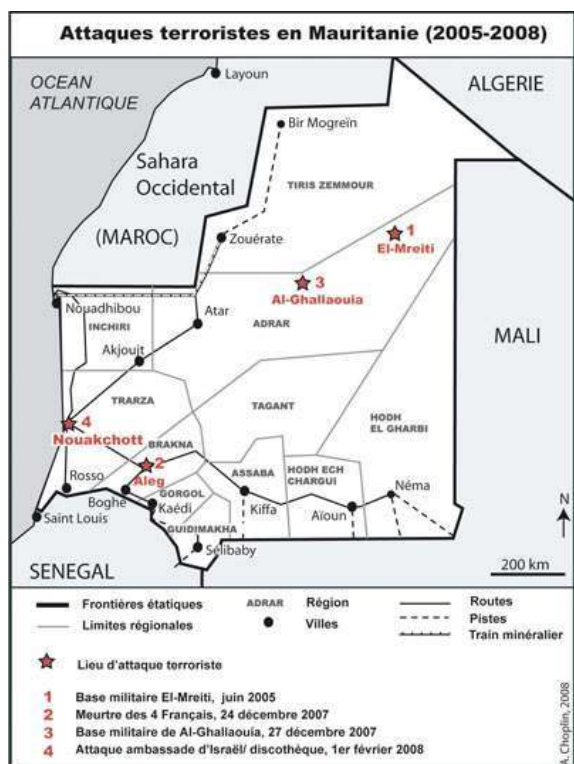 Attaques terroristes en Mauritanie (2005-2008)
OCEAN
ATLANTIQUE
Layoun
ALGERIE
Bir Mogreïn
Sahara
Occidental
TIRIS ZEMMOUR
(MAROC)
Zouérate
1
El-Mreiti
3
Al-Ghallaouia
Nouadhibou
INCHIRI
Atar
ADRAR
MALI
Akjoujt
TRARZA
TAGANT
HODH
EL GHARBI
4
Nouakchott
BRAKNA
2
Aleg
ASSABA
HODH ECH
CHARGUI
Rosso
Boghe
GORGOL
Kaédi
Kiffa
Aïoun
Néma
N
Saint Louis
GUIDIMAKHA
Sélibaby
SENEGAL
200 km
Frontières étatiques
Limites régionales
ADRAR Région
Villes
Routes
Pistes
Train minéralier
Lieu d'attaque terroriste
1 Base militaire El-Mreiti, juin 2005
2 Meurtre des 4 Français, 24 décembre 2007
3 Base militaire de Al-Ghallaouia, 27 décembre 2007
4 Attaque ambassade d'Israël/ discothèque, 1er février 2008
A. Choplin, 2008